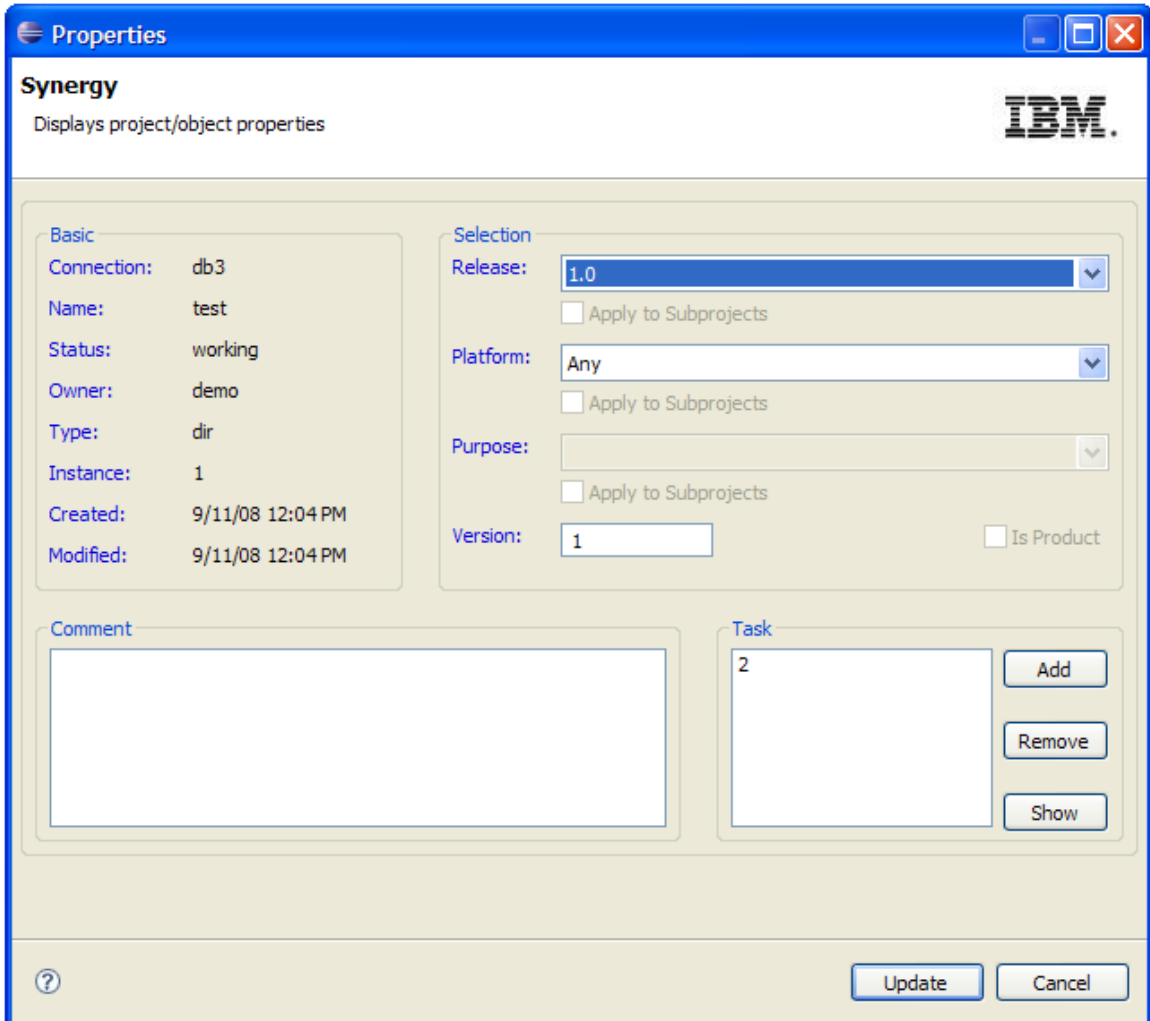 Properties
Synergy
Displays project/object properties
IBM.
Basic
Connection: db3
Name: test
Status: working
Owner: demo
Type: dir
Instance: 1
Created: 9/11/08 12:04 PM
Modified: 9/11/08 12:04 PM
Selection
Release: 1.0
Apply to Subprojects
Platform: Any
Apply to Subprojects
Purpose:
Apply to Subprojects
Version: 1 Is Product
Comment
Task
2
Add
Remove
Show
?
Update Cancel